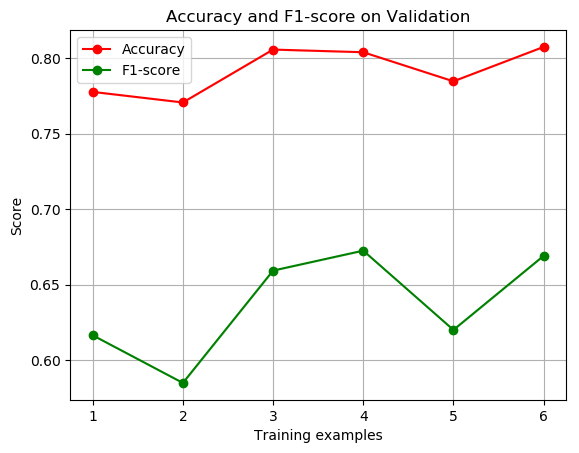 Accuracy and F1-score on Validation
Accuracy
F1-score
0.80
0.75
0.70
0.65
0.60
Score
1 2 3 4 5 6
Training examples